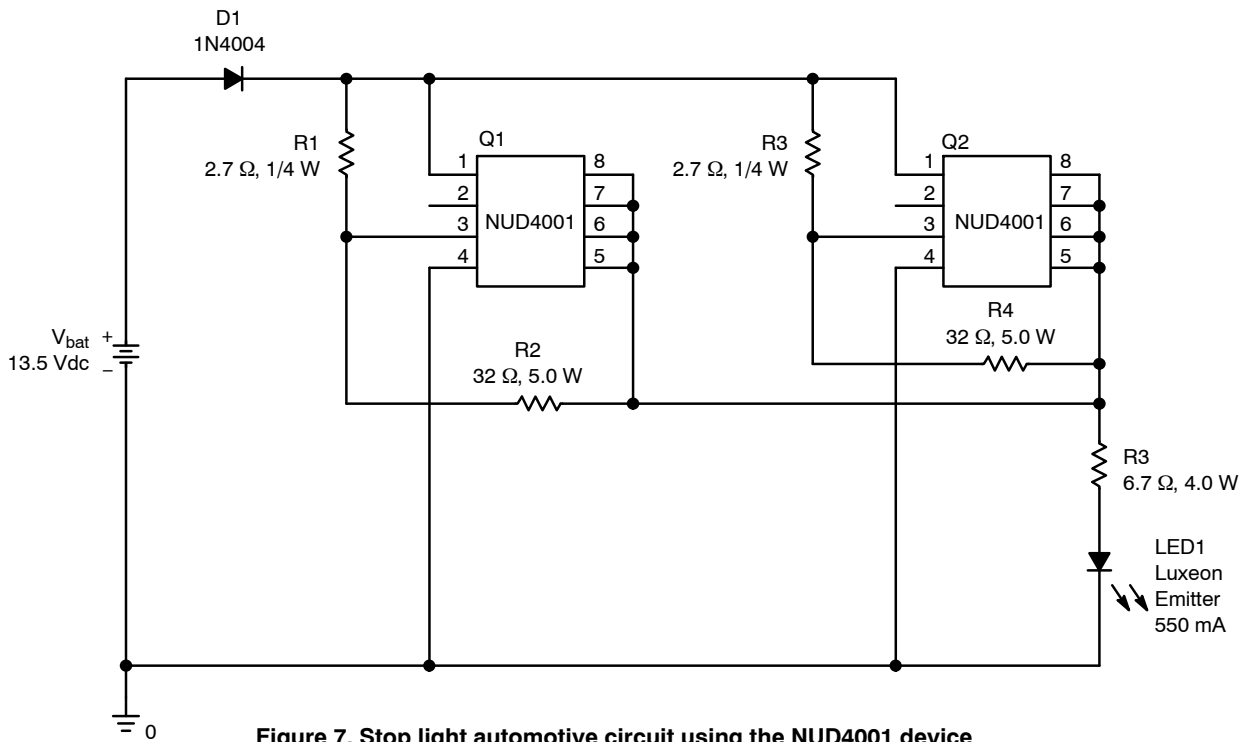 D1
1N4004
R1
2.7 Ω, 1/4 W
Q1
1
2
3
4
NUD4001
8
7
6
5
R3
2.7 Ω, 1/4 W
Q2
1
2
3
4
NUD4001
8
7
6
5
R4
32 Ω, 5.0 W
R2
32 Ω, 5.0 W
Vbat
13.5 Vdc
+
−
R3
6.7 Ω, 4.0 W
LED1
Luxeon
Emitter
550 mA
0
Figure 7. Stop light automotive circuit using the NUD4001 device